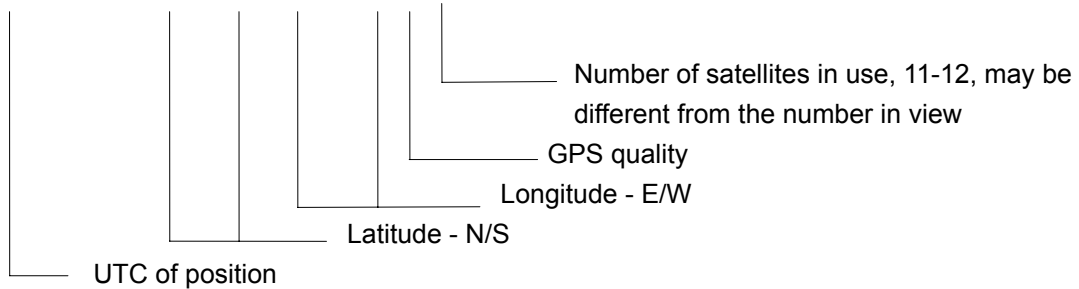 Number of satellites in use, 11-12, may be
different from the number in view
GPS quality
Longitude - E/W
Latitude - N/S
UTC of position